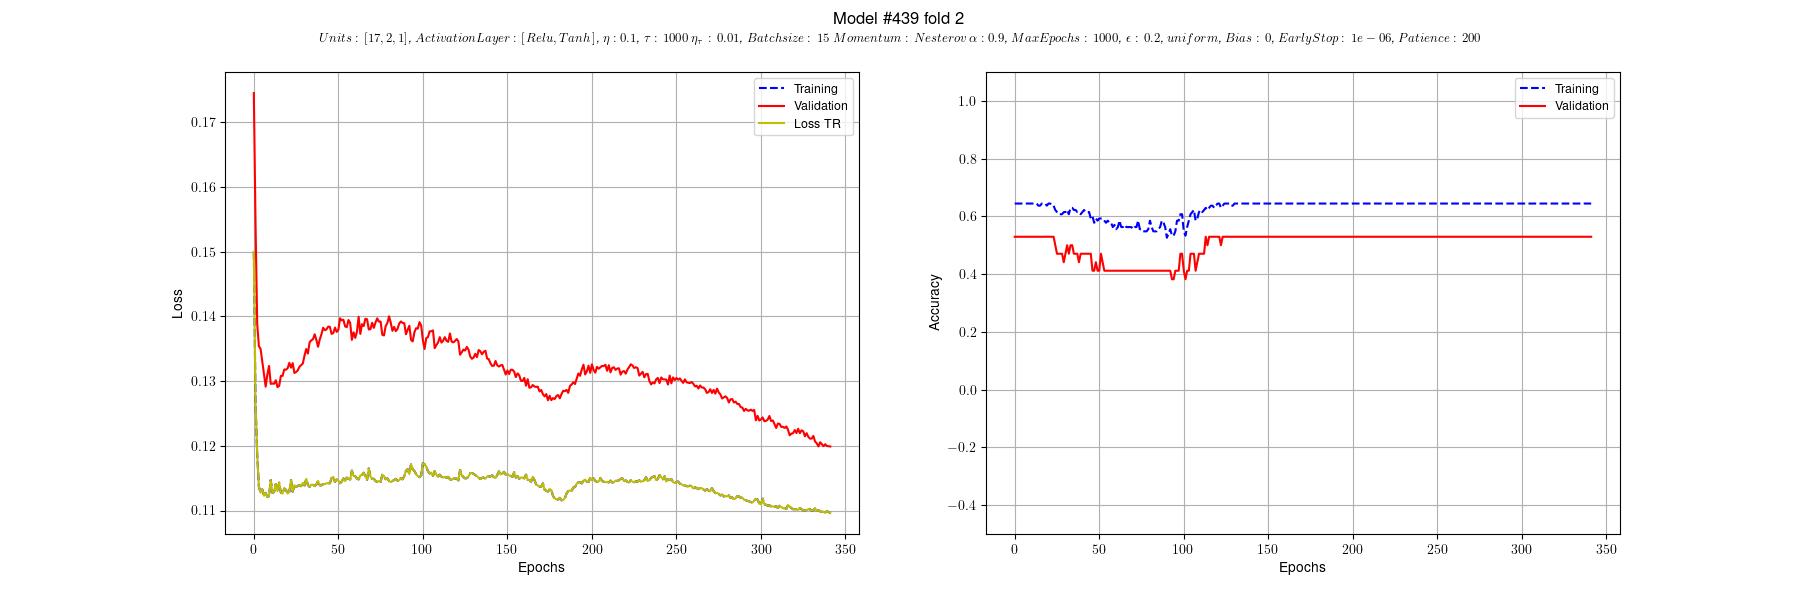 Model #439 fold 2
Units : [17, 2, 1], ActivationLayer : [Relu, Tanh], η : 0.1, τ : 1000 η_τ : 0.01, Batchsize : 15 Momentum : Nesterov α : 0.9, MaxEpochs : 1000, ϵ : 0.2, uniform, Bias : 0, EarlyStop : 1e − 06, Patience : 200
Training
Validation
Loss TR
0.17
0.16
0.15
0.14
0.13
0.12
0.11
Loss
0 50 100 150 200 250 300 350
Epochs
Training
Validation
1.0
0.8
0.6
0.4
0.2
0.0
−0.2
−0.4
Accuracy
0 50 100 150 200 250 300 350
Epochs